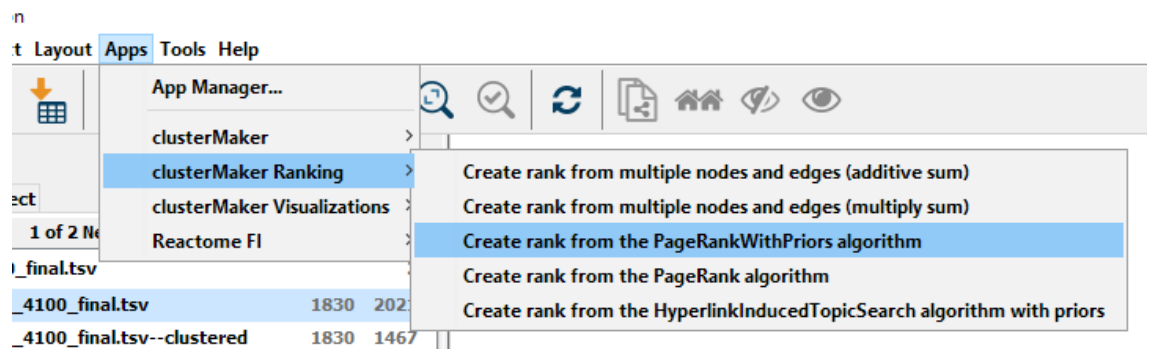 on
t Layout Apps Tools Help
App Manager...
clusterMaker
clusterMaker Ranking
clusterMaker Visualizations
Reactome FI
Create rank from multiple nodes and edges (additive sum)
Create rank from multiple nodes and edges (multiply sum)
Create rank from the PageRankWithPriors algorithm
Create rank from the PageRank algorithm
Create rank from the HyperlinkInducedTopicSearch algorithm with priors
ect
1 of 2 Ne
_final.tsv
_4100_final.tsv 1830 202
_4100_final.tsv--clustered 1830 1467